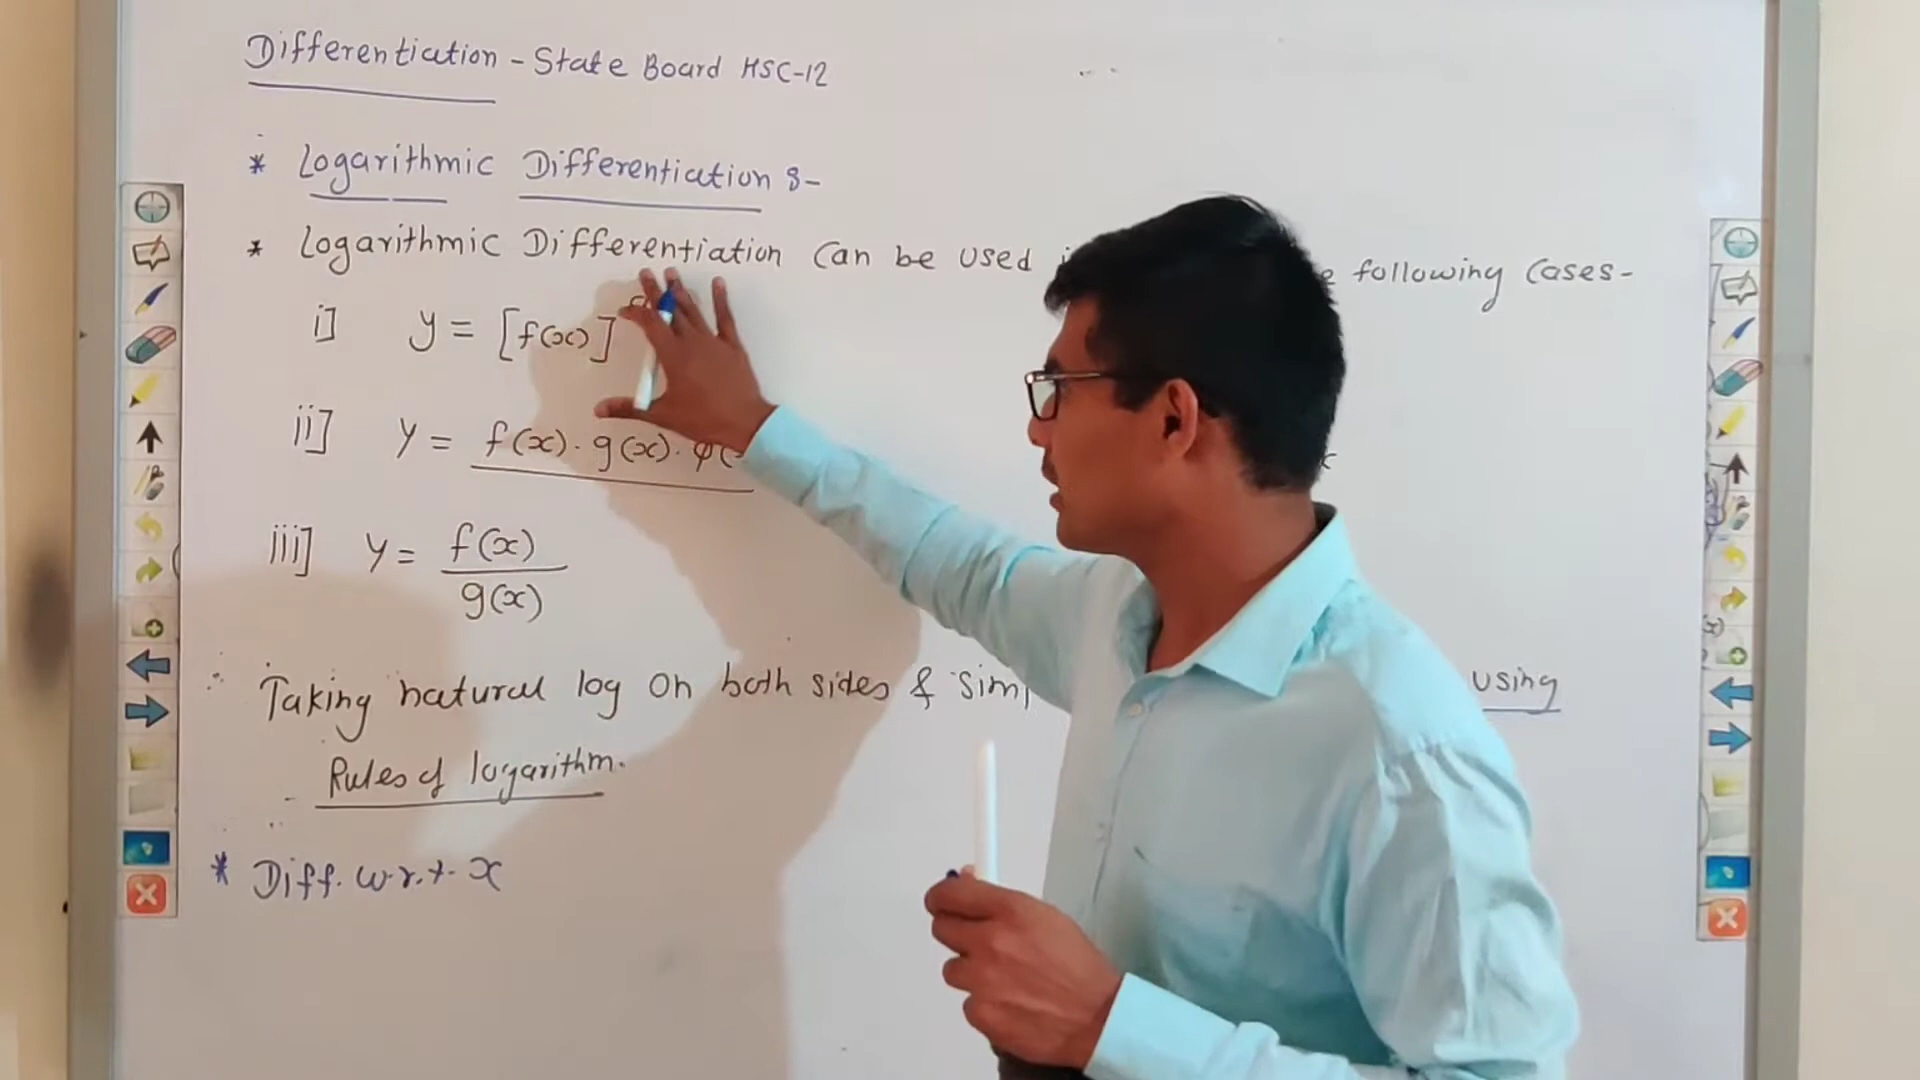 Differentiation - State Board HSC-12
* Logarithmic Differentiation :-
* Logarithmic Differentiation can be used following Cases-
i] y = [f(x)]
ii] y = f(x). g(x). φ(
iii] y = f(x)
g(x)
∴ Taking natural log on both sides & using
Rules of logarithm.
* Diff. w.r.t. x